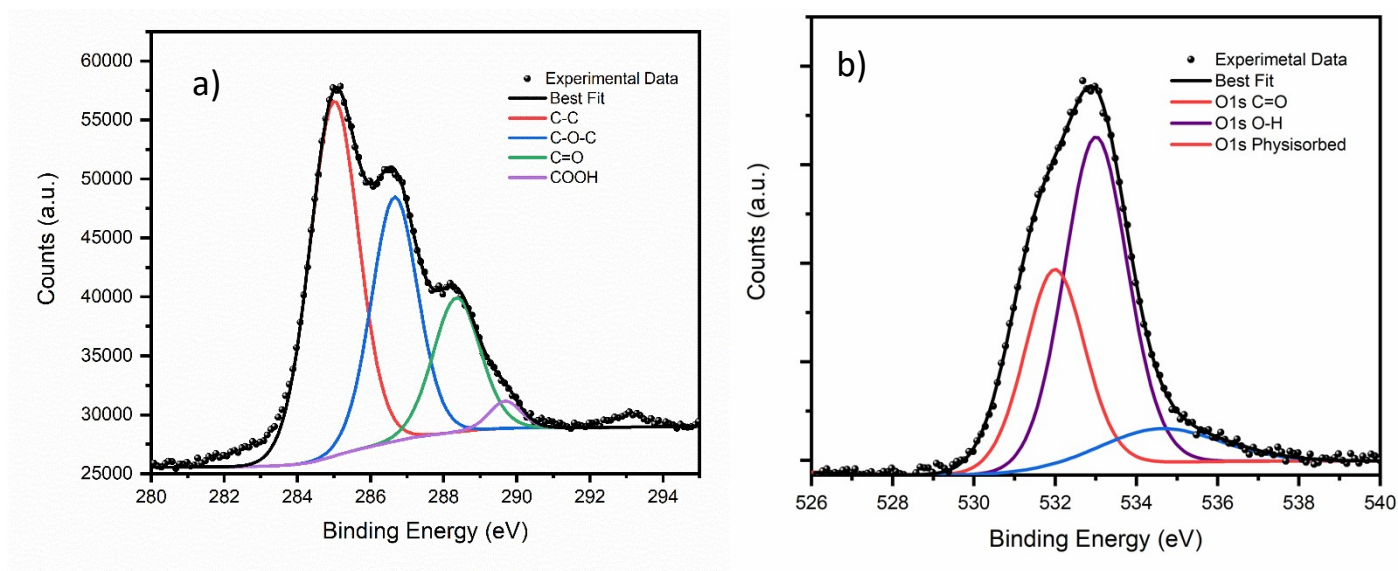 a)
Experimental Data
Best Fit
C-C
C-O-C
C=O
COOH
60000
55000
50000
45000
40000
35000
30000
25000
Counts (a.u.)
280 282 284 286 288 290 292 294
Binding Energy (eV)
b)
Experimetal Data
Best Fit
O1s C=O
O1s O-H
O1s Physisorbed
Counts (a.u.)
526 528 530 532 534 536 538 540
Binding Energy (eV)